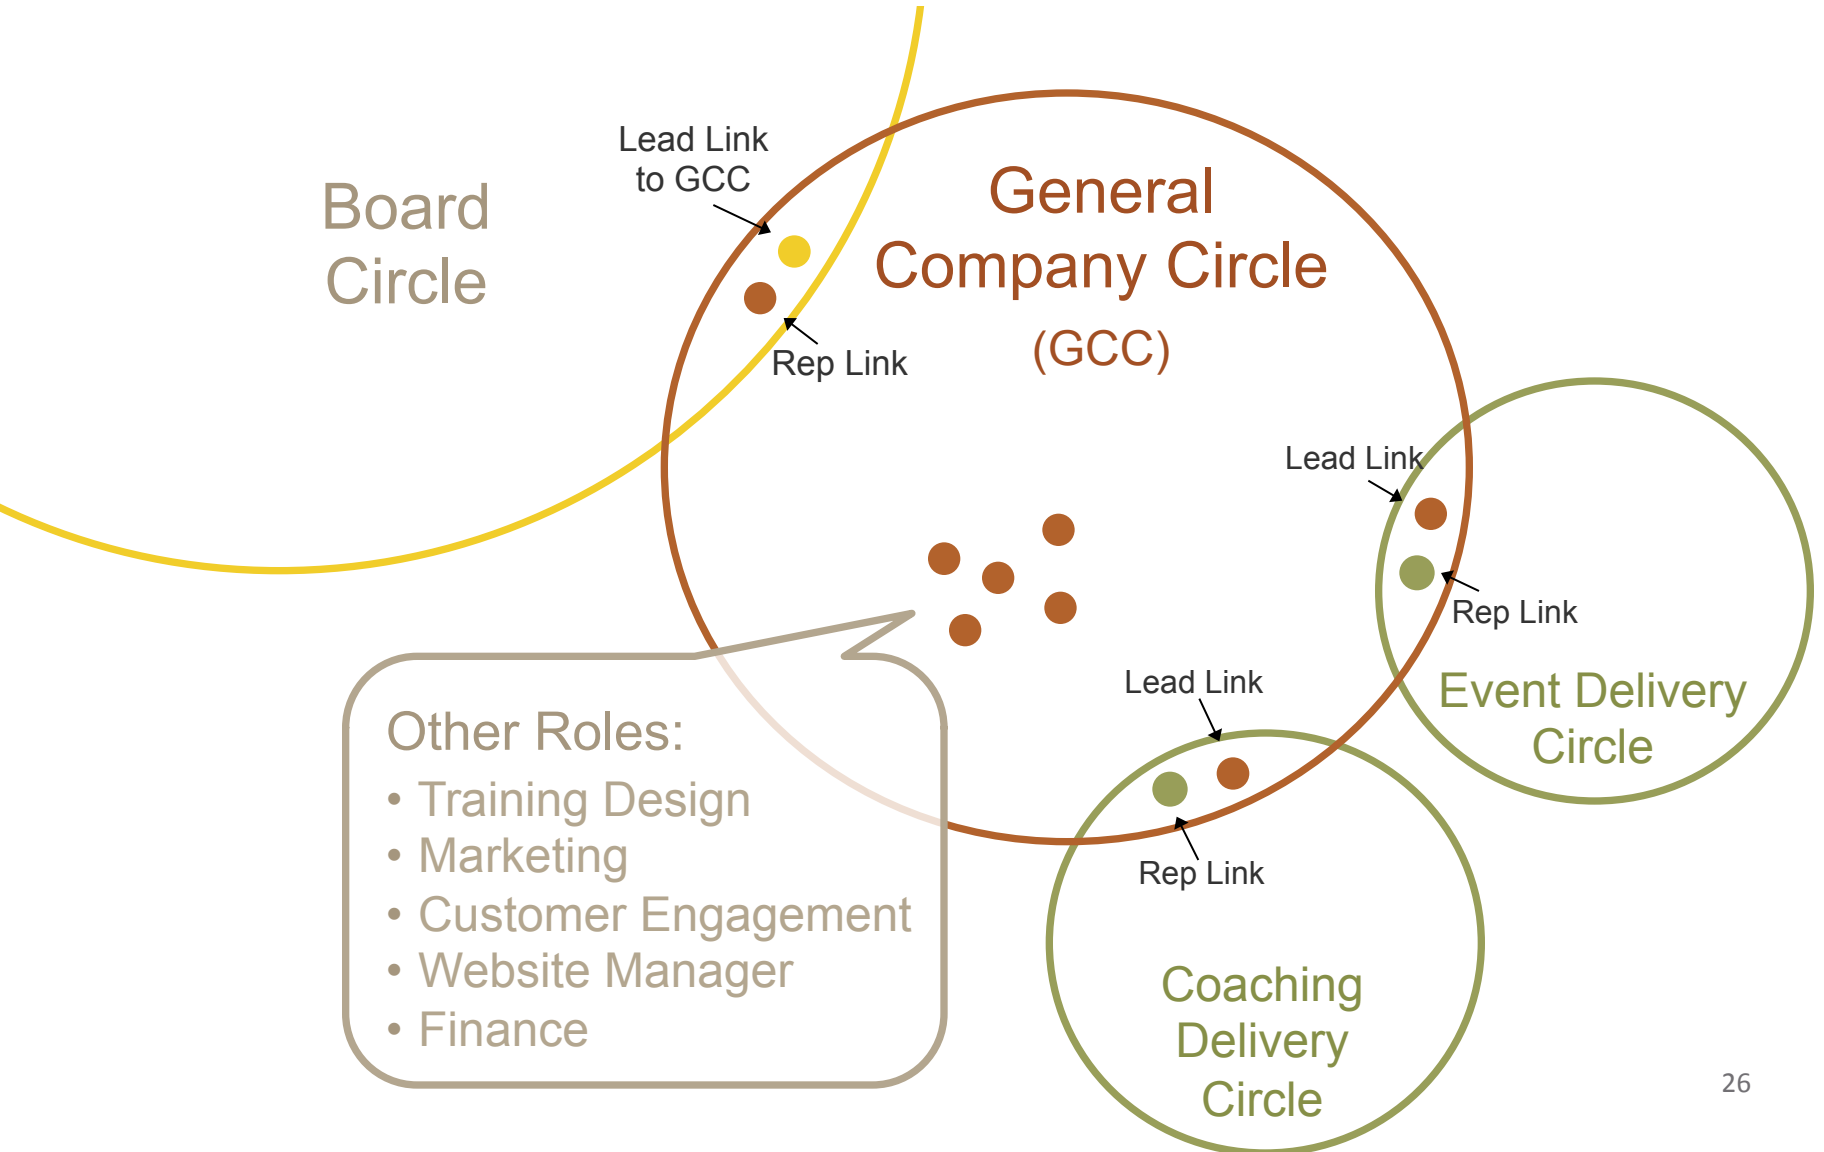 Board
Circle
Lead Link
to GCC
Rep Link
General
Company Circle
(GCC)
Lead Link
Rep Link
Event Delivery
Circle
Lead Link
Rep Link
Coaching
Delivery
Circle
Other Roles:
• Training Design
• Marketing
• Customer Engagement
• Website Manager
• Finance
26